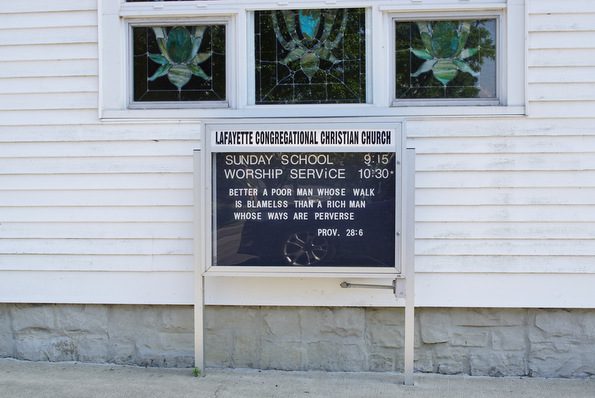 LAFAYETTE CONGREGATIONAL CHRISTIAN CHURCH
SUNDAY SCHOOL 9:15
WORSHIP SERViCE 10:30
BETTER A POOR MAN WHOSE WALK
IS BLAMELSS THAN A RICH MAN
WHOSE WAYS ARE PERVERSE
PROV. 28:6